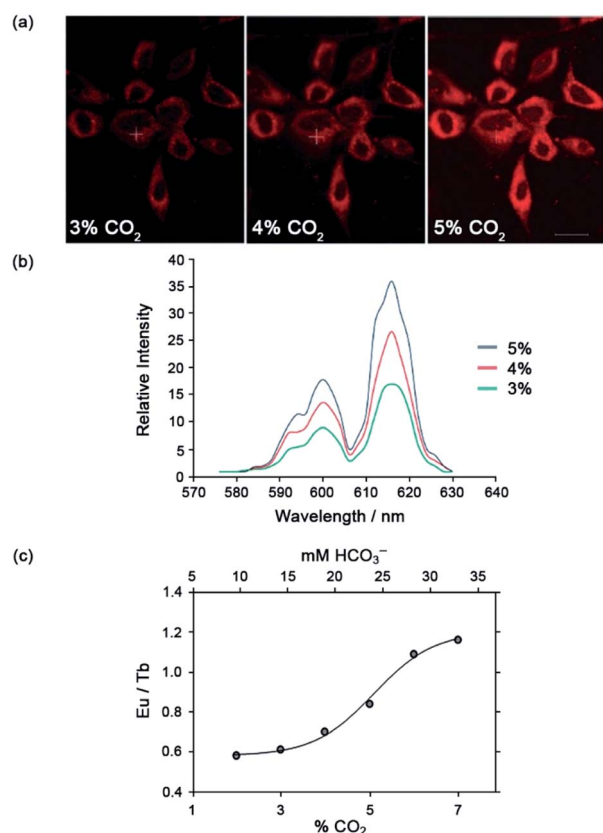 (a)
3% CO₂ 4% CO₂ 5% CO₂
(b)
40
35
30
25
20
15
10
5
0
Relative Intensity
5%
4%
3%
570 580 590 600 610 620 630 640
Wavelength / nm
(c)
mM HCO₃⁻
5 10 15 20 25 30 35
1.4
1.2
1.0
0.8
0.6
0.4
Eu / Tb
1 3 5 7
% CO₂